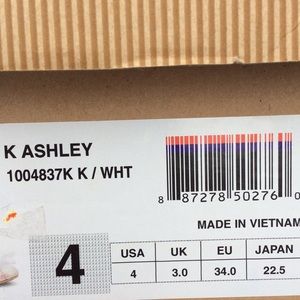 K ASHLEY
1004837K K / WHT
8 87278 50276 0
MADE IN VIETNAM
4
USA UK EU JAPAN
4 3.0 34.0 22.5